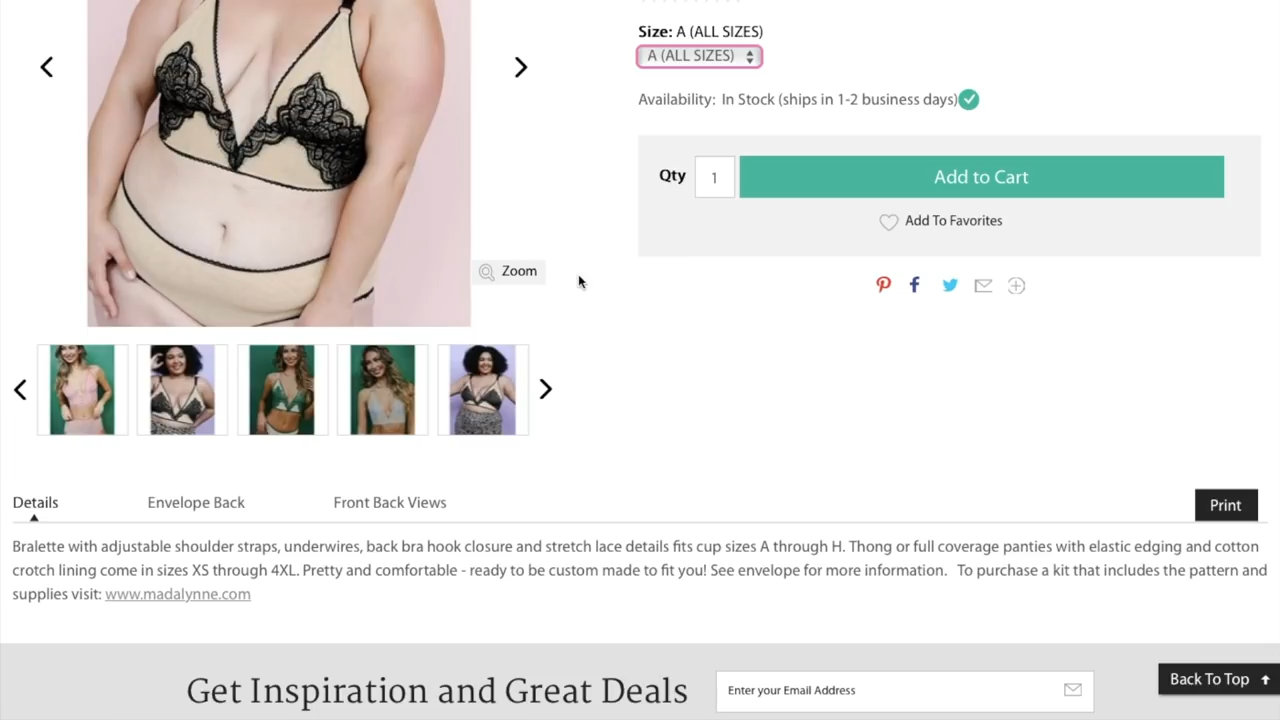 Size: A (ALL SIZES)
A (ALL SIZES)
Availability: In Stock (ships in 1-2 business days)
Qty 1 Add to Cart
Add To Favorites
Zoom
Details Envelope Back Front Back Views Print
Bralette with adjustable shoulder straps, underwires, back bra hook closure and stretch lace details fits cup sizes A through H. Thong or full coverage panties with elastic edging and cotton
crotch lining come in sizes XS through 4XL. Pretty and comfortable - ready to be custom made to fit you! See envelope for more information. To purchase a kit that includes the pattern and
supplies visit: www.madalynne.com
Get Inspiration and Great Deals
Enter your Email Address
Back To Top